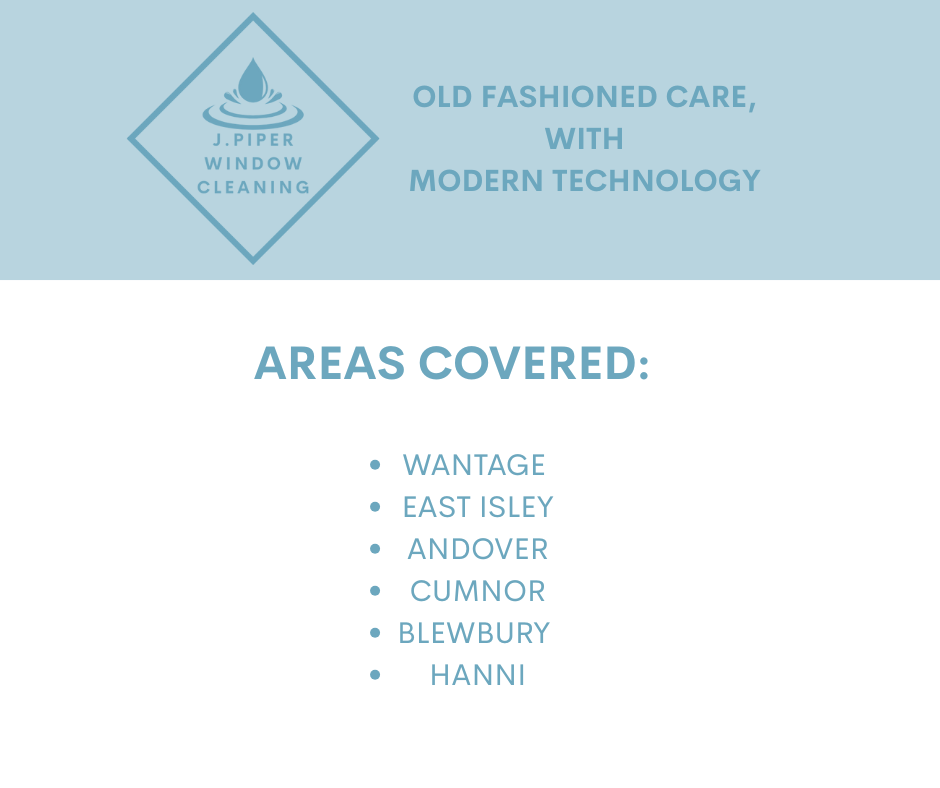 J.PIPER
WINDOW
CLEANING
OLD FASHIONED CARE,
WITH
MODERN TECHNOLOGY
AREAS COVERED:
• WANTAGE
• EAST ISLEY
• ANDOVER
• CUMNOR
• BLEWBURY
• HANNI